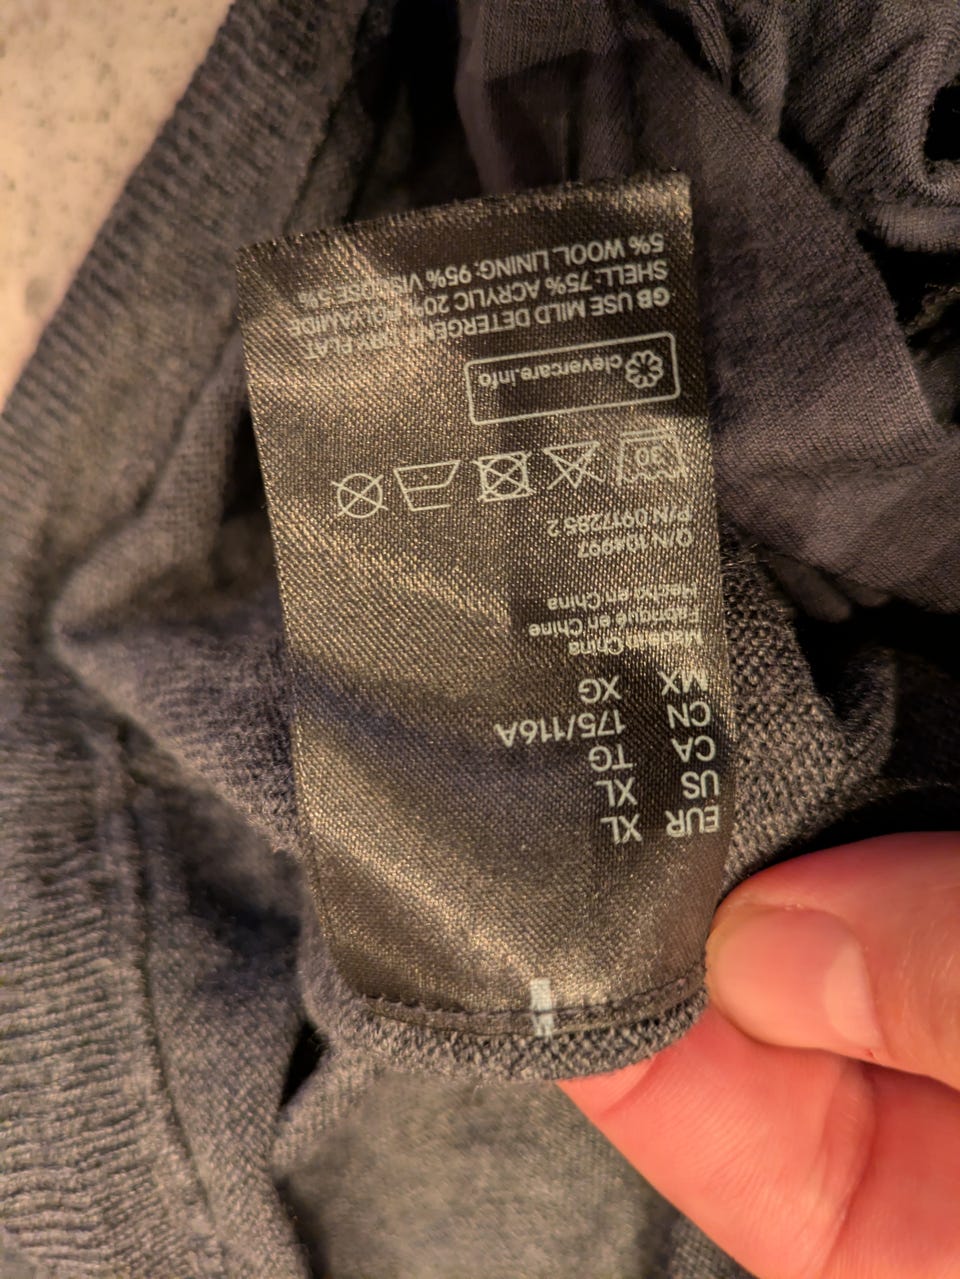 EUR XL
US XL
CA TG
CN 175/116A
MX XG
Made in China
Fabriqué en Chine
Hecho en China
O/N
P/N 0917285 2
30
clevercare.info
GB USE MILD DETERGENT. DRY FLAT
SHELL: 75% ACRYLIC 20% POLYAMIDE
5% WOOL. LINING: 95% VISCOSE 5%